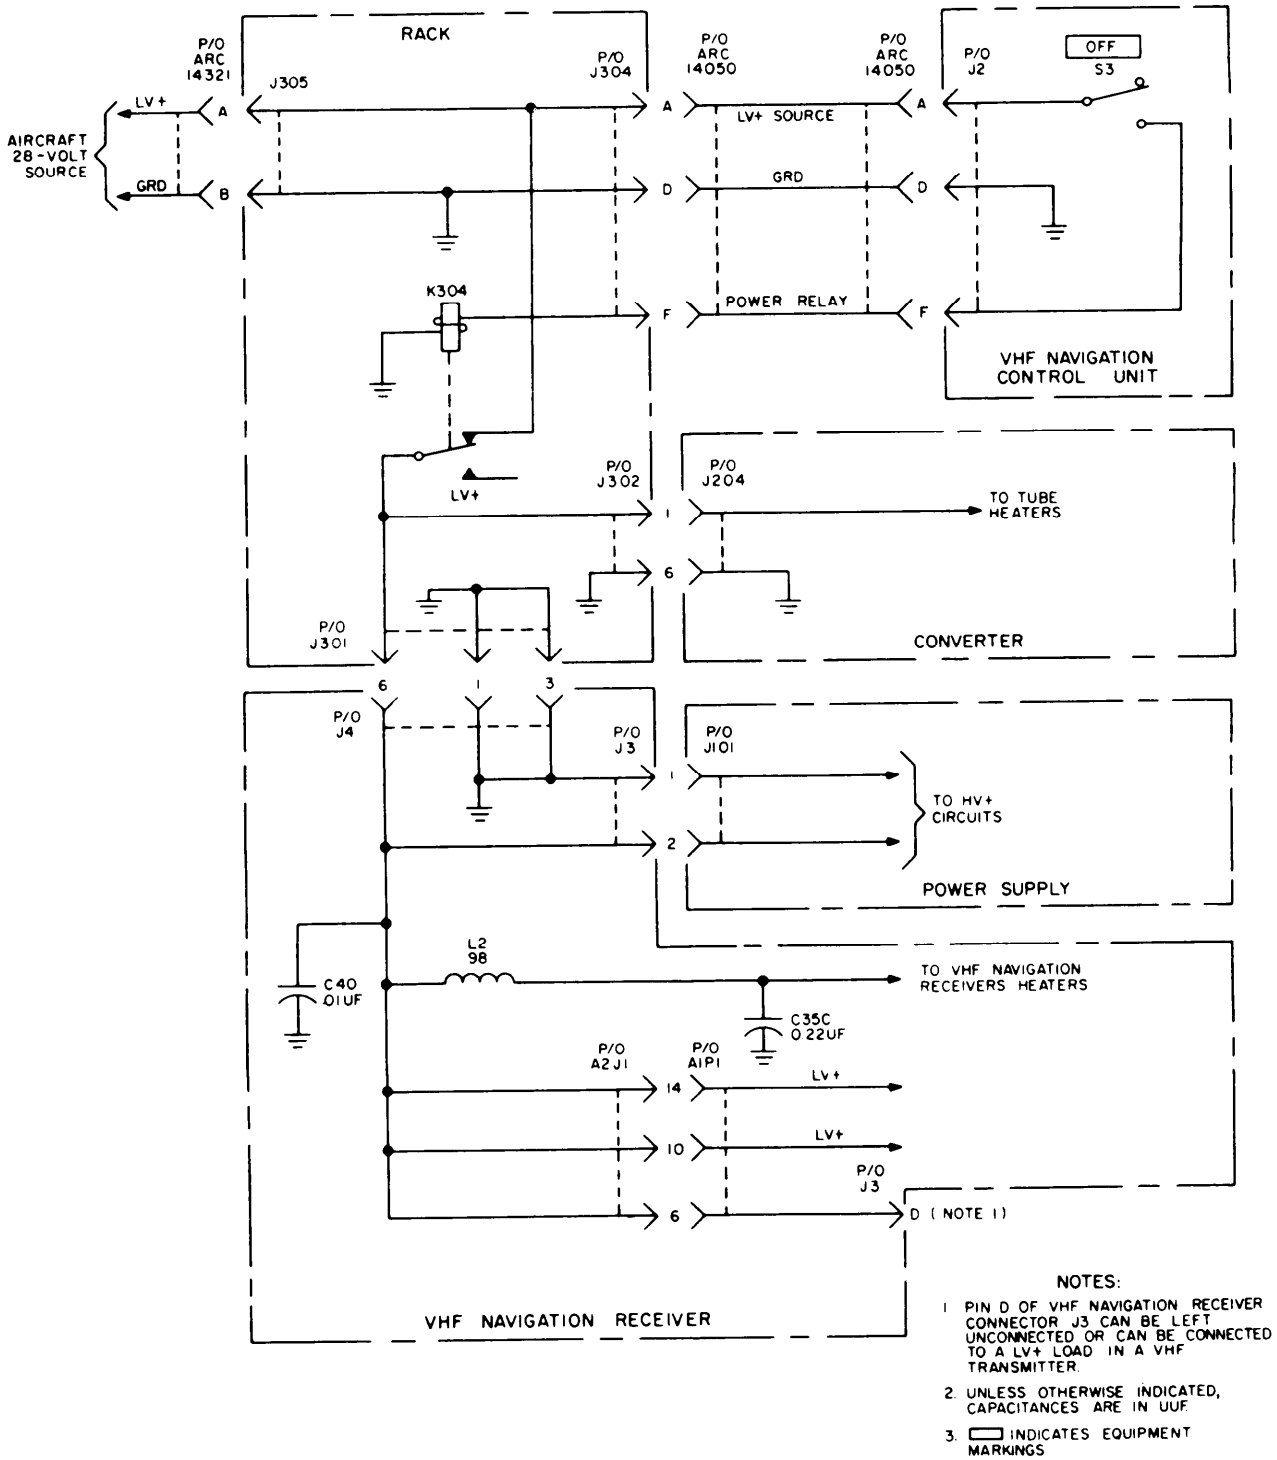 RACK
P/O
ARC
14321
J305
P/O
J304
P/O
ARC
14050
P/O
ARC
14050
P/O
J2
OFF
S3
AIRCRAFT
28-VOLT
SOURCE
LV+
A
A
LV+ SOURCE
A
GRD
B
D
GRD
D
K304
F
POWER RELAY
F
VHF NAVIGATION
CONTROL UNIT
LV+
P/O
J302
P/O
J204
1
TO TUBE
HEATERS
6
CONVERTER
P/O
J301
6
1
3
P/O
J4
P/O
J3
P/O
J101
1
TO HV+
CIRCUITS
2
POWER SUPPLY
C40
.01UF
L2
98
TO VHF NAVIGATION
RECEIVERS HEATERS
C35C
0.22UF
P/O
A2J1
P/O
A1P1
14
LV+
10
LV+
P/O
J3
6
D (NOTE 1)
VHF NAVIGATION RECEIVER
NOTES:
1 PIN D OF VHF NAVIGATION RECEIVER
CONNECTOR J3 CAN BE LEFT
UNCONNECTED OR CAN BE CONNECTED
TO A LV+ LOAD IN A VHF
TRANSMITTER.
2. UNLESS OTHERWISE INDICATED,
CAPACITANCES ARE IN UUF.
3. INDICATES EQUIPMENT
MARKINGS